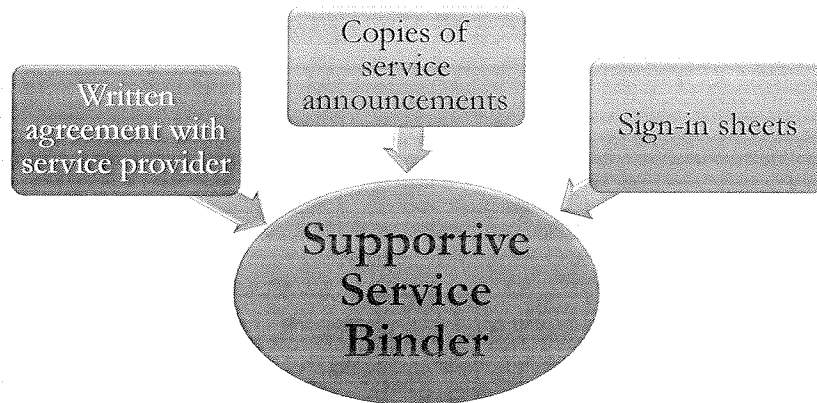 Written
agreement with
service provider
Copies of
service
announcements
Sign-in sheets
Supportive
Service
Binder